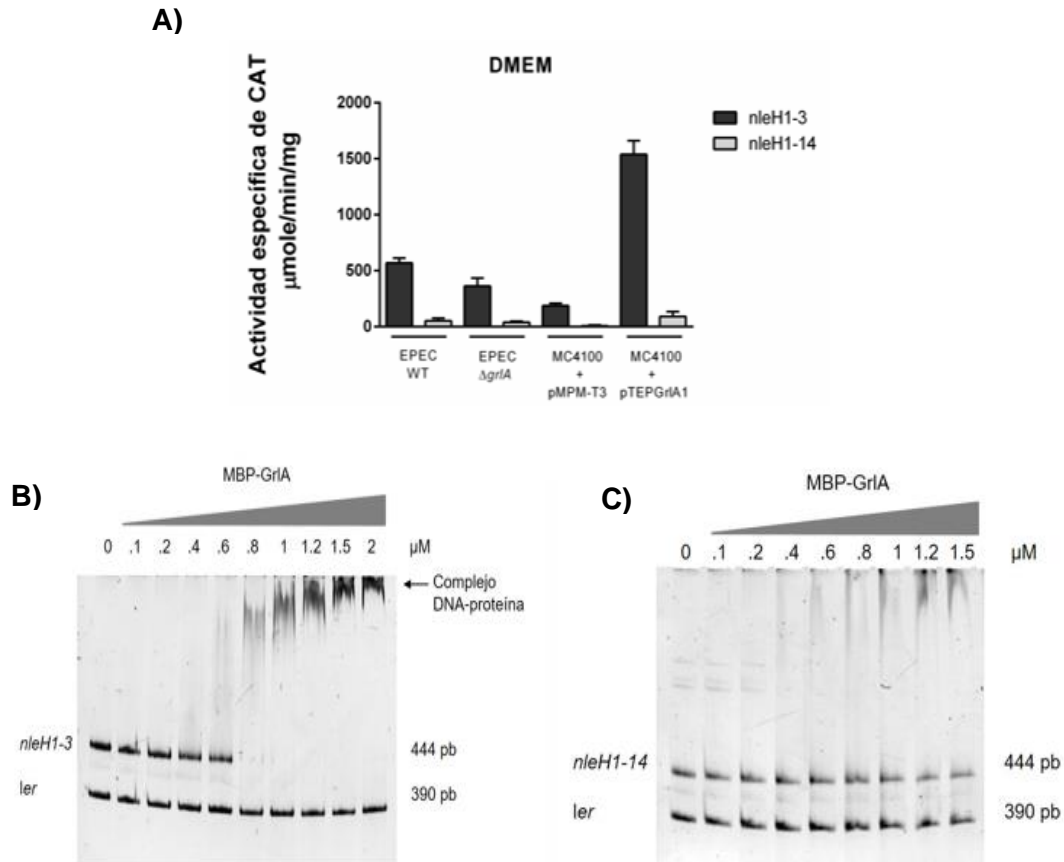 A)
DMEM
Actividad específica de CAT
µmole/min/mg
2000
1500
1000
500
0
nleH1-3
nleH1-14
EPEC
WT
EPEC
ΔgrlA
MC4100
+
pMPM-T3
MC4100
+
pTEPGrlA1
B)
MBP-GrlA
0 .1 .2 .4 .6 .8 1 1.2 1.5 2 µM
Complejo
DNA-proteína
nleH1-3
444 pb
ler
390 pb
C)
MBP-GrlA
0 .1 .2 .4 .6 .8 1 1.2 1.5 µM
nleH1-14
444 pb
ler
390 pb